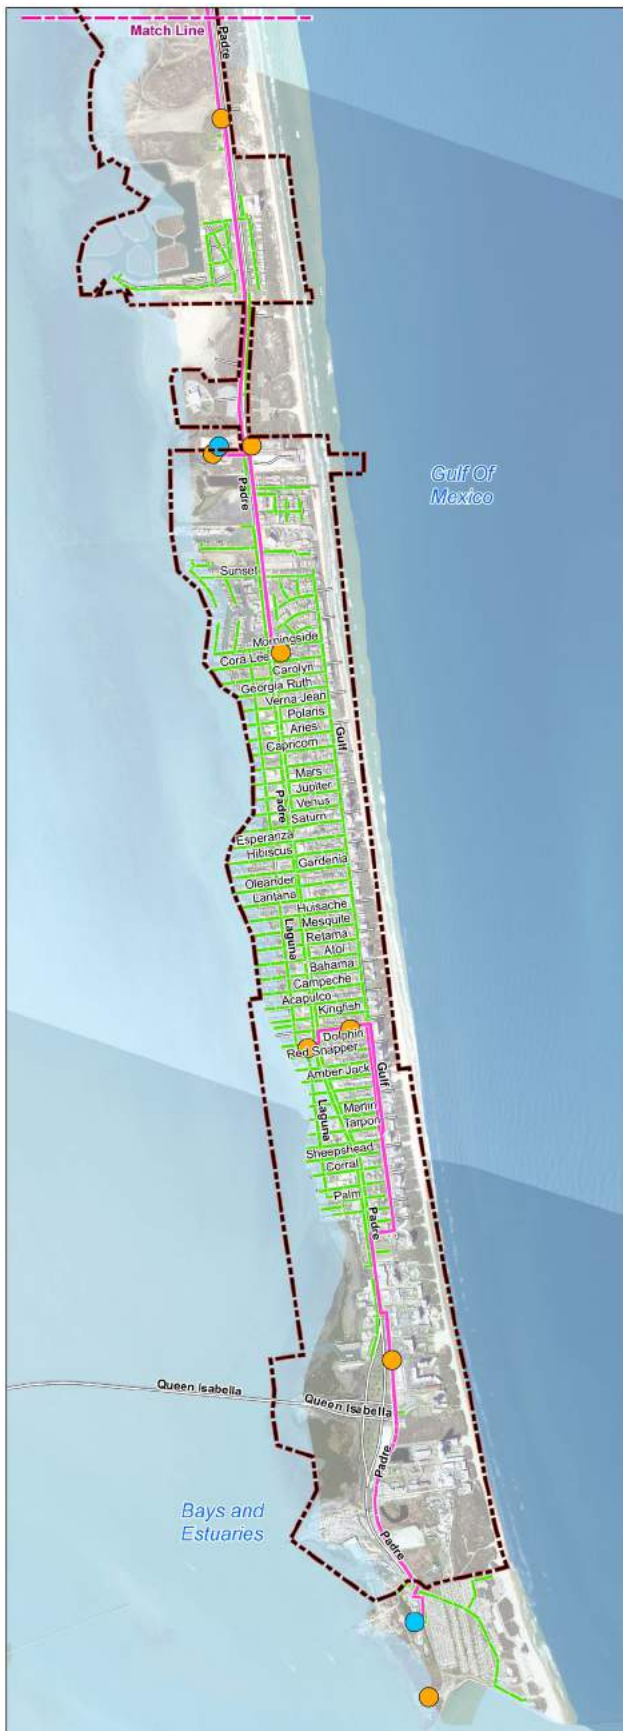 Match Line
Padre
Gulf Of
Mexico
Padre
Sunset
Morningside
Cora Lee
Carolyn
Georgia Ruth
Verna Jean
Polaris
Aries
Gulf
Capricorn
Mars
Jupiter
Padre
Venus
Saturn
Esperanza
Hibiscus
Gardenia
Oleander
Lantana
Huisache
Mesquite
Laguna
Retama
Atol
Bahama
Campeche
Acapulco
Kingfish
Dolphin
Red Snapper
Amber Jack
Gulf
Marlin
Laguna
Tarpon
Sheepshead
Corral
Palm
Padre
Queen Isabella
Queen Isabella
Padre
Bays and
Estuaries
Padre